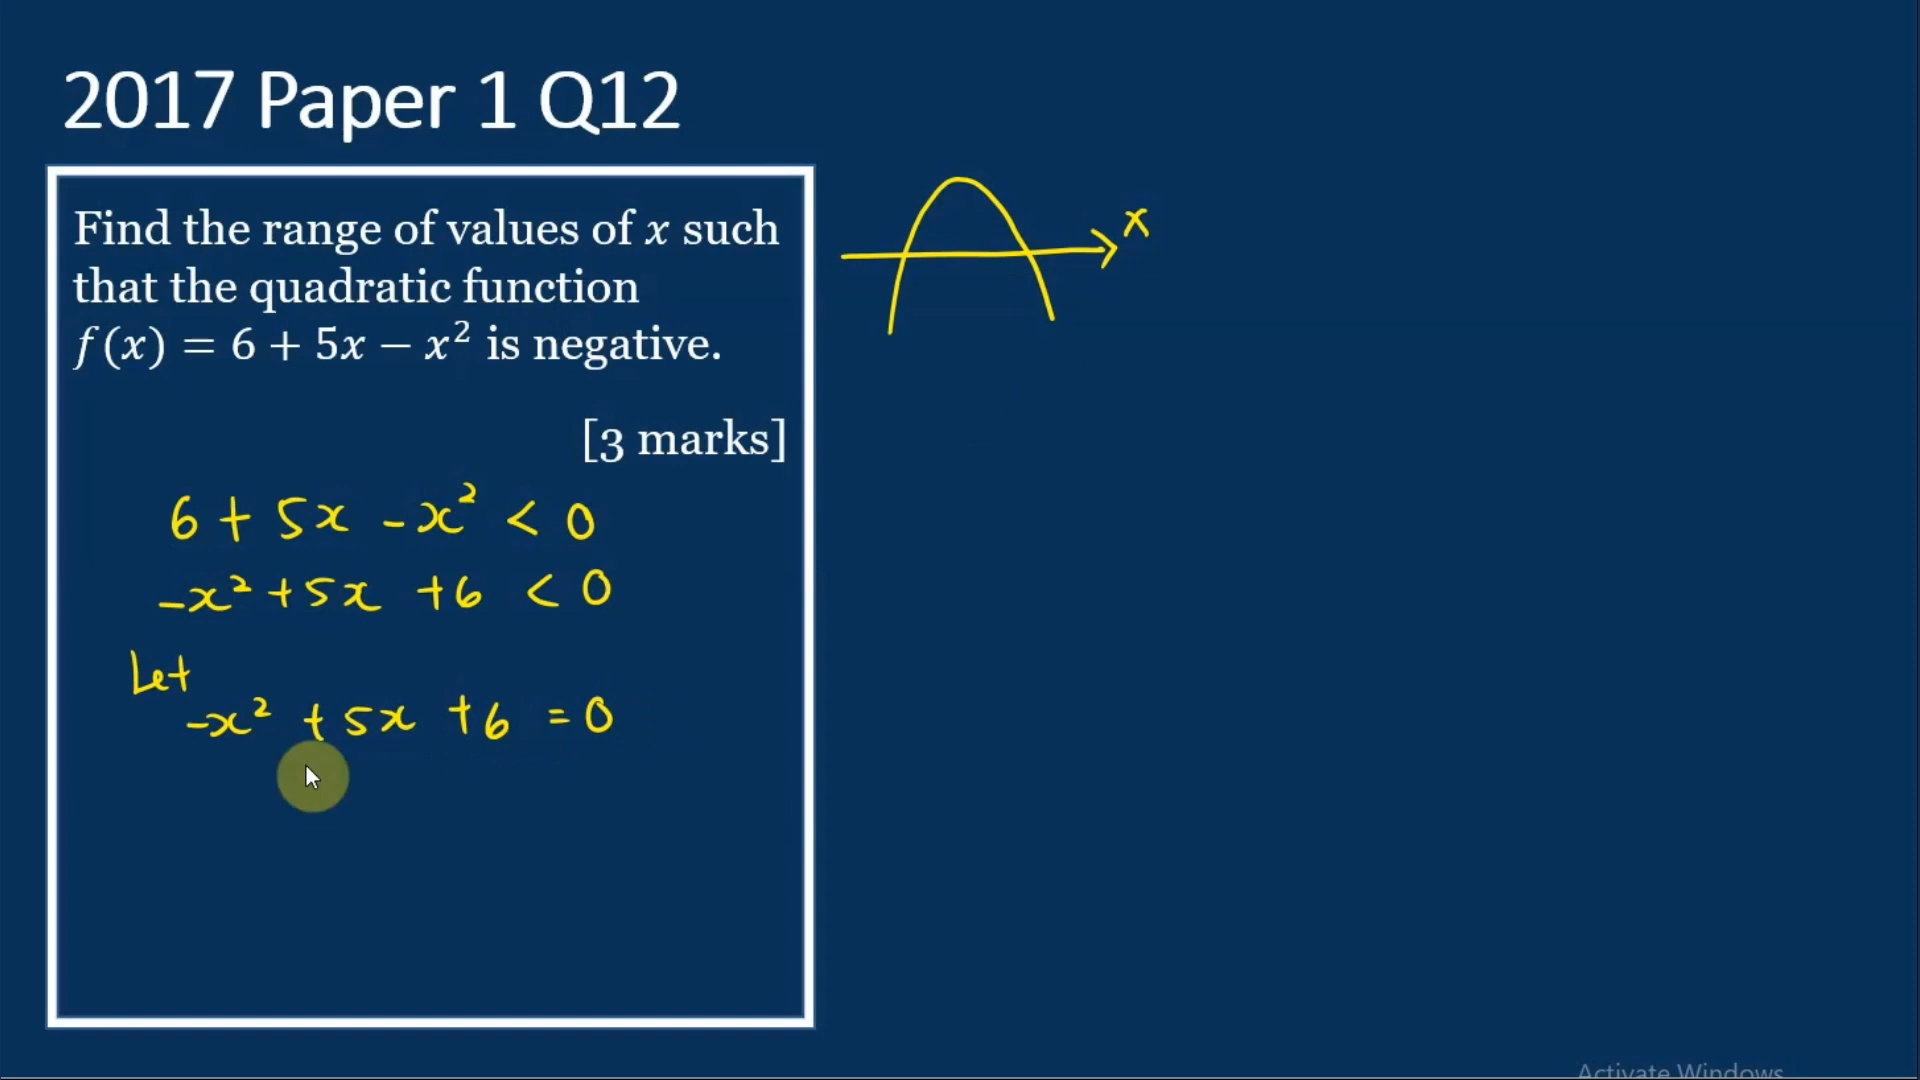 2017 Paper 1 Q12
Find the range of values of x such
that the quadratic function
f(x) = 6 + 5x − x² is negative.
[3 marks]
6 + 5x - x² < 0
-x² + 5x + 6 < 0
Let
-x² + 5x + 6 = 0
x
Activate Windows